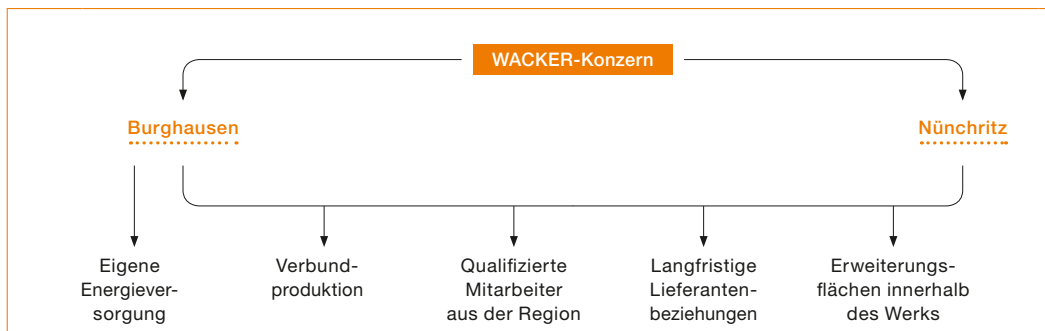 WACKER-Konzern
Burghausen
Nünchritz
Eigene
Energiever-
sorgung
Verbund-
produktion
Qualifizierte
Mitarbeiter
aus der Region
Langfristige
Lieferanten-
beziehungen
Erweiterungs-
flächen innerhalb
des Werks